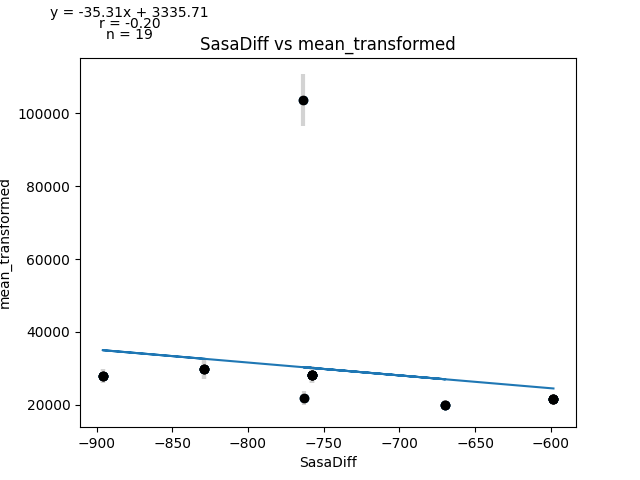 y = -35.31x + 3335.71
r = -0.20
n = 19
SasaDiff vs mean_transformed
100000
80000
60000
40000
20000
mean_transformed
−900
−850
−800
−750
−700
−650
−600
SasaDiff